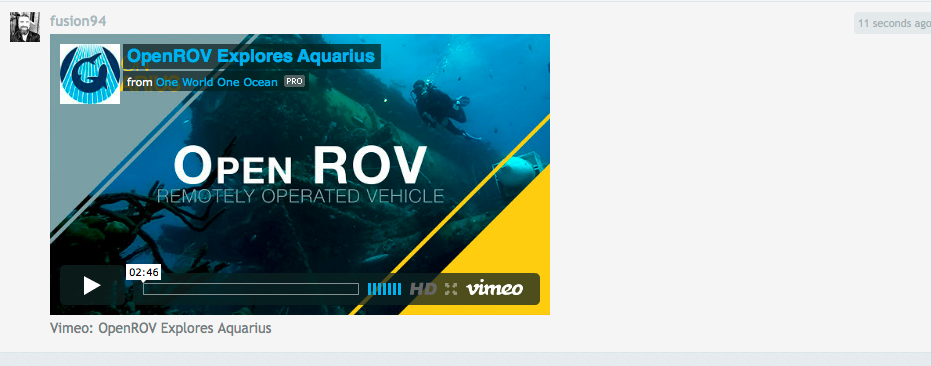 fusion94
11 seconds ago
OpenROV Explores Aquarius
from One World One Ocean PRO
OPEN ROV
REMOTELY OPERATED VEHICLE
02:46
HD vimeo
Vimeo: OpenROV Explores Aquarius